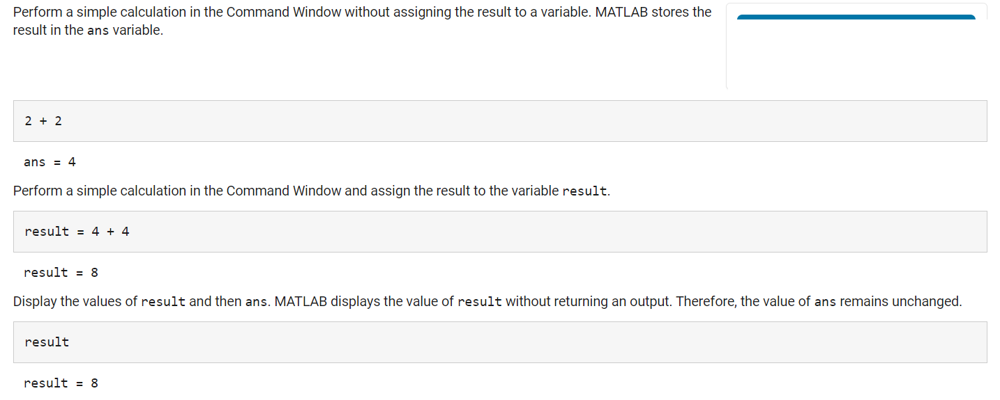 Perform a simple calculation in the Command Window without assigning the result to a variable. MATLAB stores the
result in the ans variable.
2 + 2
ans = 4
Perform a simple calculation in the Command Window and assign the result to the variable result.
result = 4 + 4
result = 8
Display the values of result and then ans. MATLAB displays the value of result without returning an output. Therefore, the value of ans remains unchanged.
result
result = 8